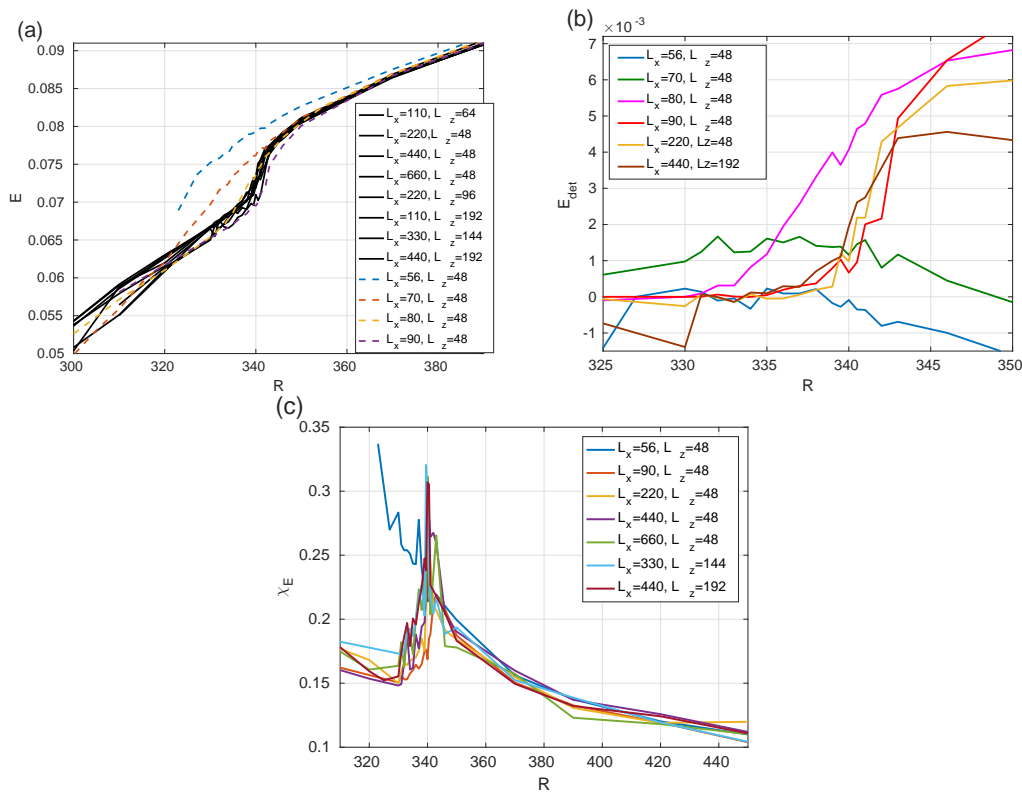 (a)
0.09
0.085
0.08
0.075
0.07
0.065
0.06
0.055
0.05
E
300 320 340 360 380
R
L_x=110, L_z=64
L_x=220, L_z=48
L_x=440, L_z=48
L_x=660, L_z=48
L_x=220, L_z=96
L_x=110, L_z=192
L_x=330, L_z=144
L_x=440, L_z=192
L_x=56, L_z=48
L_x=70, L_z=48
L_x=80, L_z=48
L_x=90, L_z=48
(b)
×10^-3
7
6
5
4
3
2
1
0
-1
E_det
325 330 335 340 345 350
R
L_x=56, L_z=48
L_x=70, L_z=48
L_x=80, L_z=48
L_x=90, L_z=48
L_x=220, Lz=48
L_x=440, Lz=192
(c)
0.35
0.3
0.25
0.2
0.15
0.1
χ_E
320 340 360 380 400 420 440
R
L_x=56, L_z=48
L_x=90, L_z=48
L_x=220, L_z=48
L_x=440, L_z=48
L_x=660, L_z=48
L_x=330, L_z=144
L_x=440, L_z=192